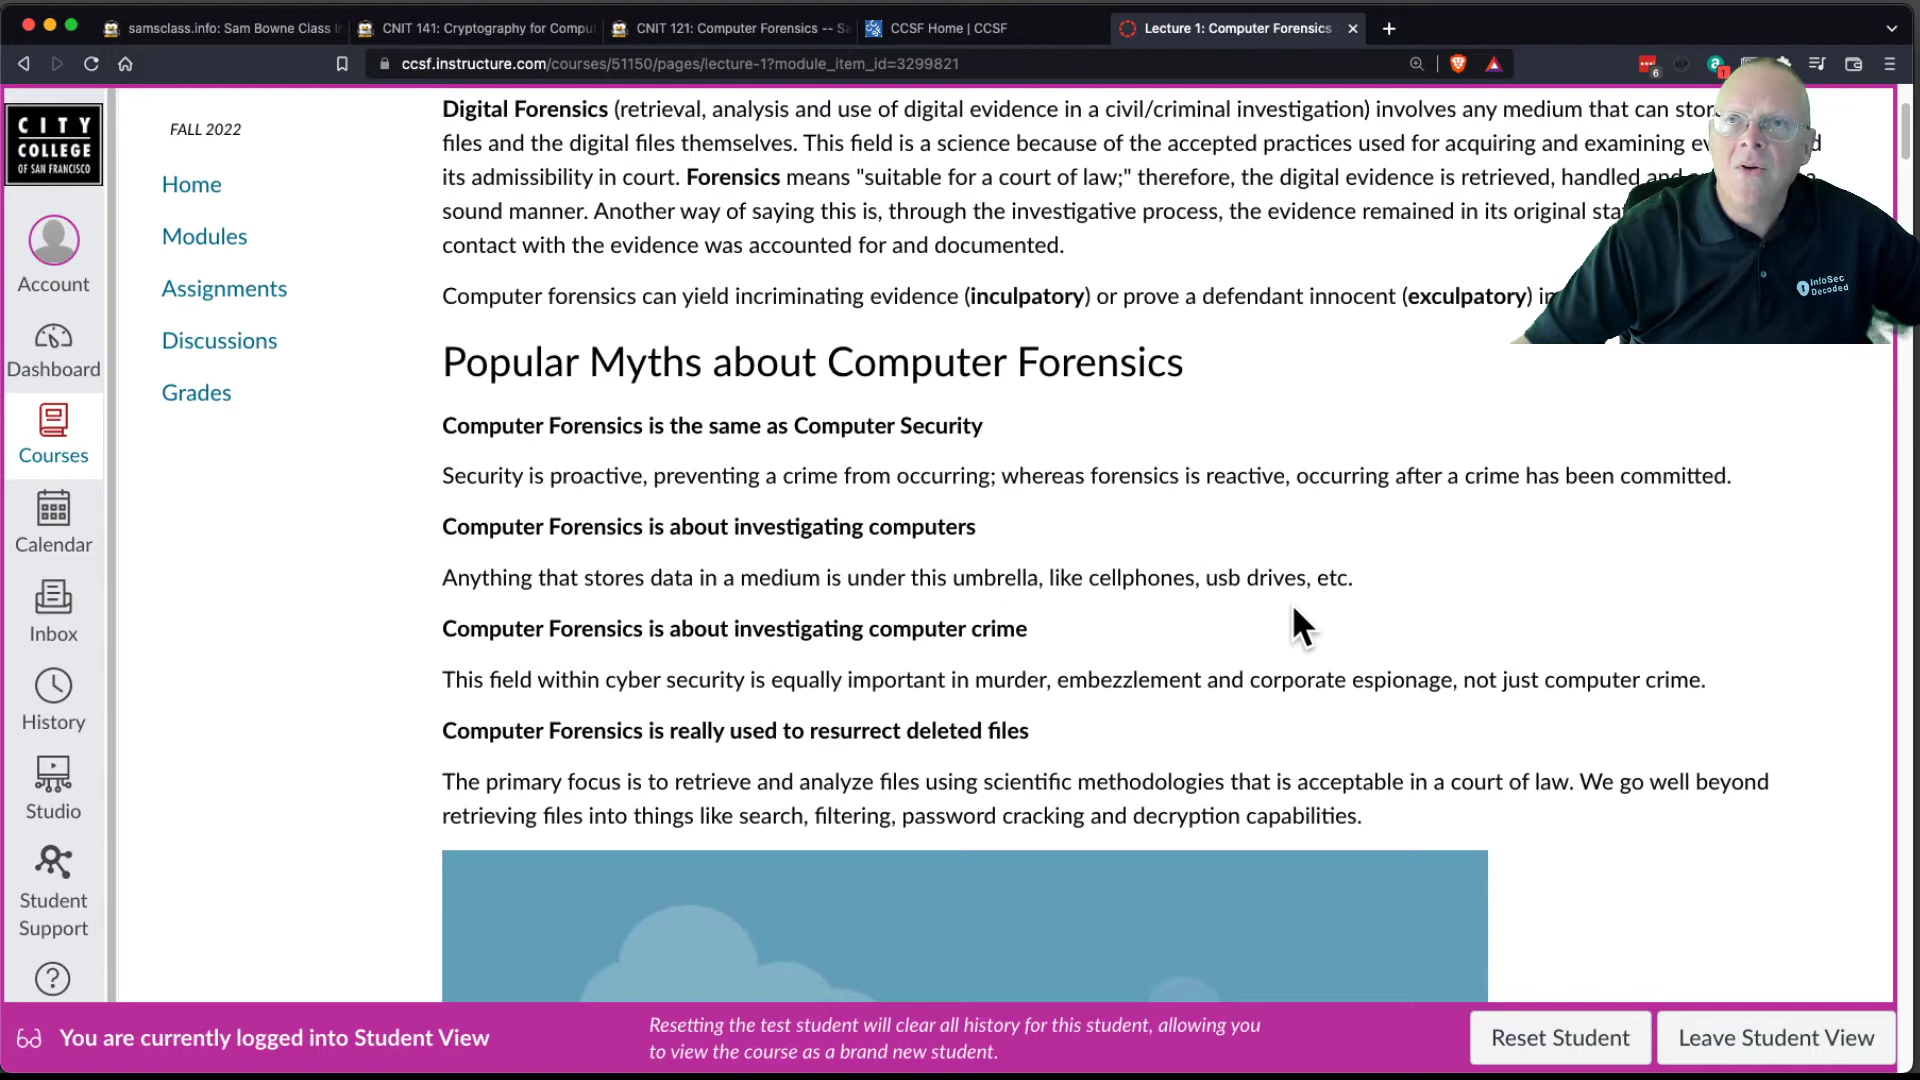 samsclass.info: Sam Bowne Class I
CNIT 141: Cryptography for Compu
CNIT 121: Computer Forensics -- Sa
CCSF Home | CCSF
Lecture 1: Computer Forensics
ccsf.instructure.com/courses/51150/pages/lecture-1?module_item_id=3299821
6
1
CITY
COLLEGE
OF SAN FRANCISCO
Account
Dashboard
Courses
Calendar
Inbox
History
Studio
Student
Support
FALL 2022
Home
Modules
Assignments
Discussions
Grades
Digital Forensics (retrieval, analysis and use of digital evidence in a civil/criminal investigation) involves any medium that can stor
files and the digital files themselves. This field is a science because of the accepted practices used for acquiring and examining ev
its admissibility in court. Forensics means "suitable for a court of law;" therefore, the digital evidence is retrieved, handled and
sound manner. Another way of saying this is, through the investigative process, the evidence remained in its original sta
contact with the evidence was accounted for and documented.
Computer forensics can yield incriminating evidence (inculpatory) or prove a defendant innocent (exculpatory) in
Popular Myths about Computer Forensics
Computer Forensics is the same as Computer Security
Security is proactive, preventing a crime from occurring; whereas forensics is reactive, occurring after a crime has been committed.
Computer Forensics is about investigating computers
Anything that stores data in a medium is under this umbrella, like cellphones, usb drives, etc.
Computer Forensics is about investigating computer crime
This field within cyber security is equally important in murder, embezzlement and corporate espionage, not just computer crime.
Computer Forensics is really used to resurrect deleted files
The primary focus is to retrieve and analyze files using scientific methodologies that is acceptable in a court of law. We go well beyond
retrieving files into things like search, filtering, password cracking and decryption capabilities.
InfoSec
Decoded
You are currently logged into Student View
Resetting the test student will clear all history for this student, allowing you
to view the course as a brand new student.
Reset Student
Leave Student View